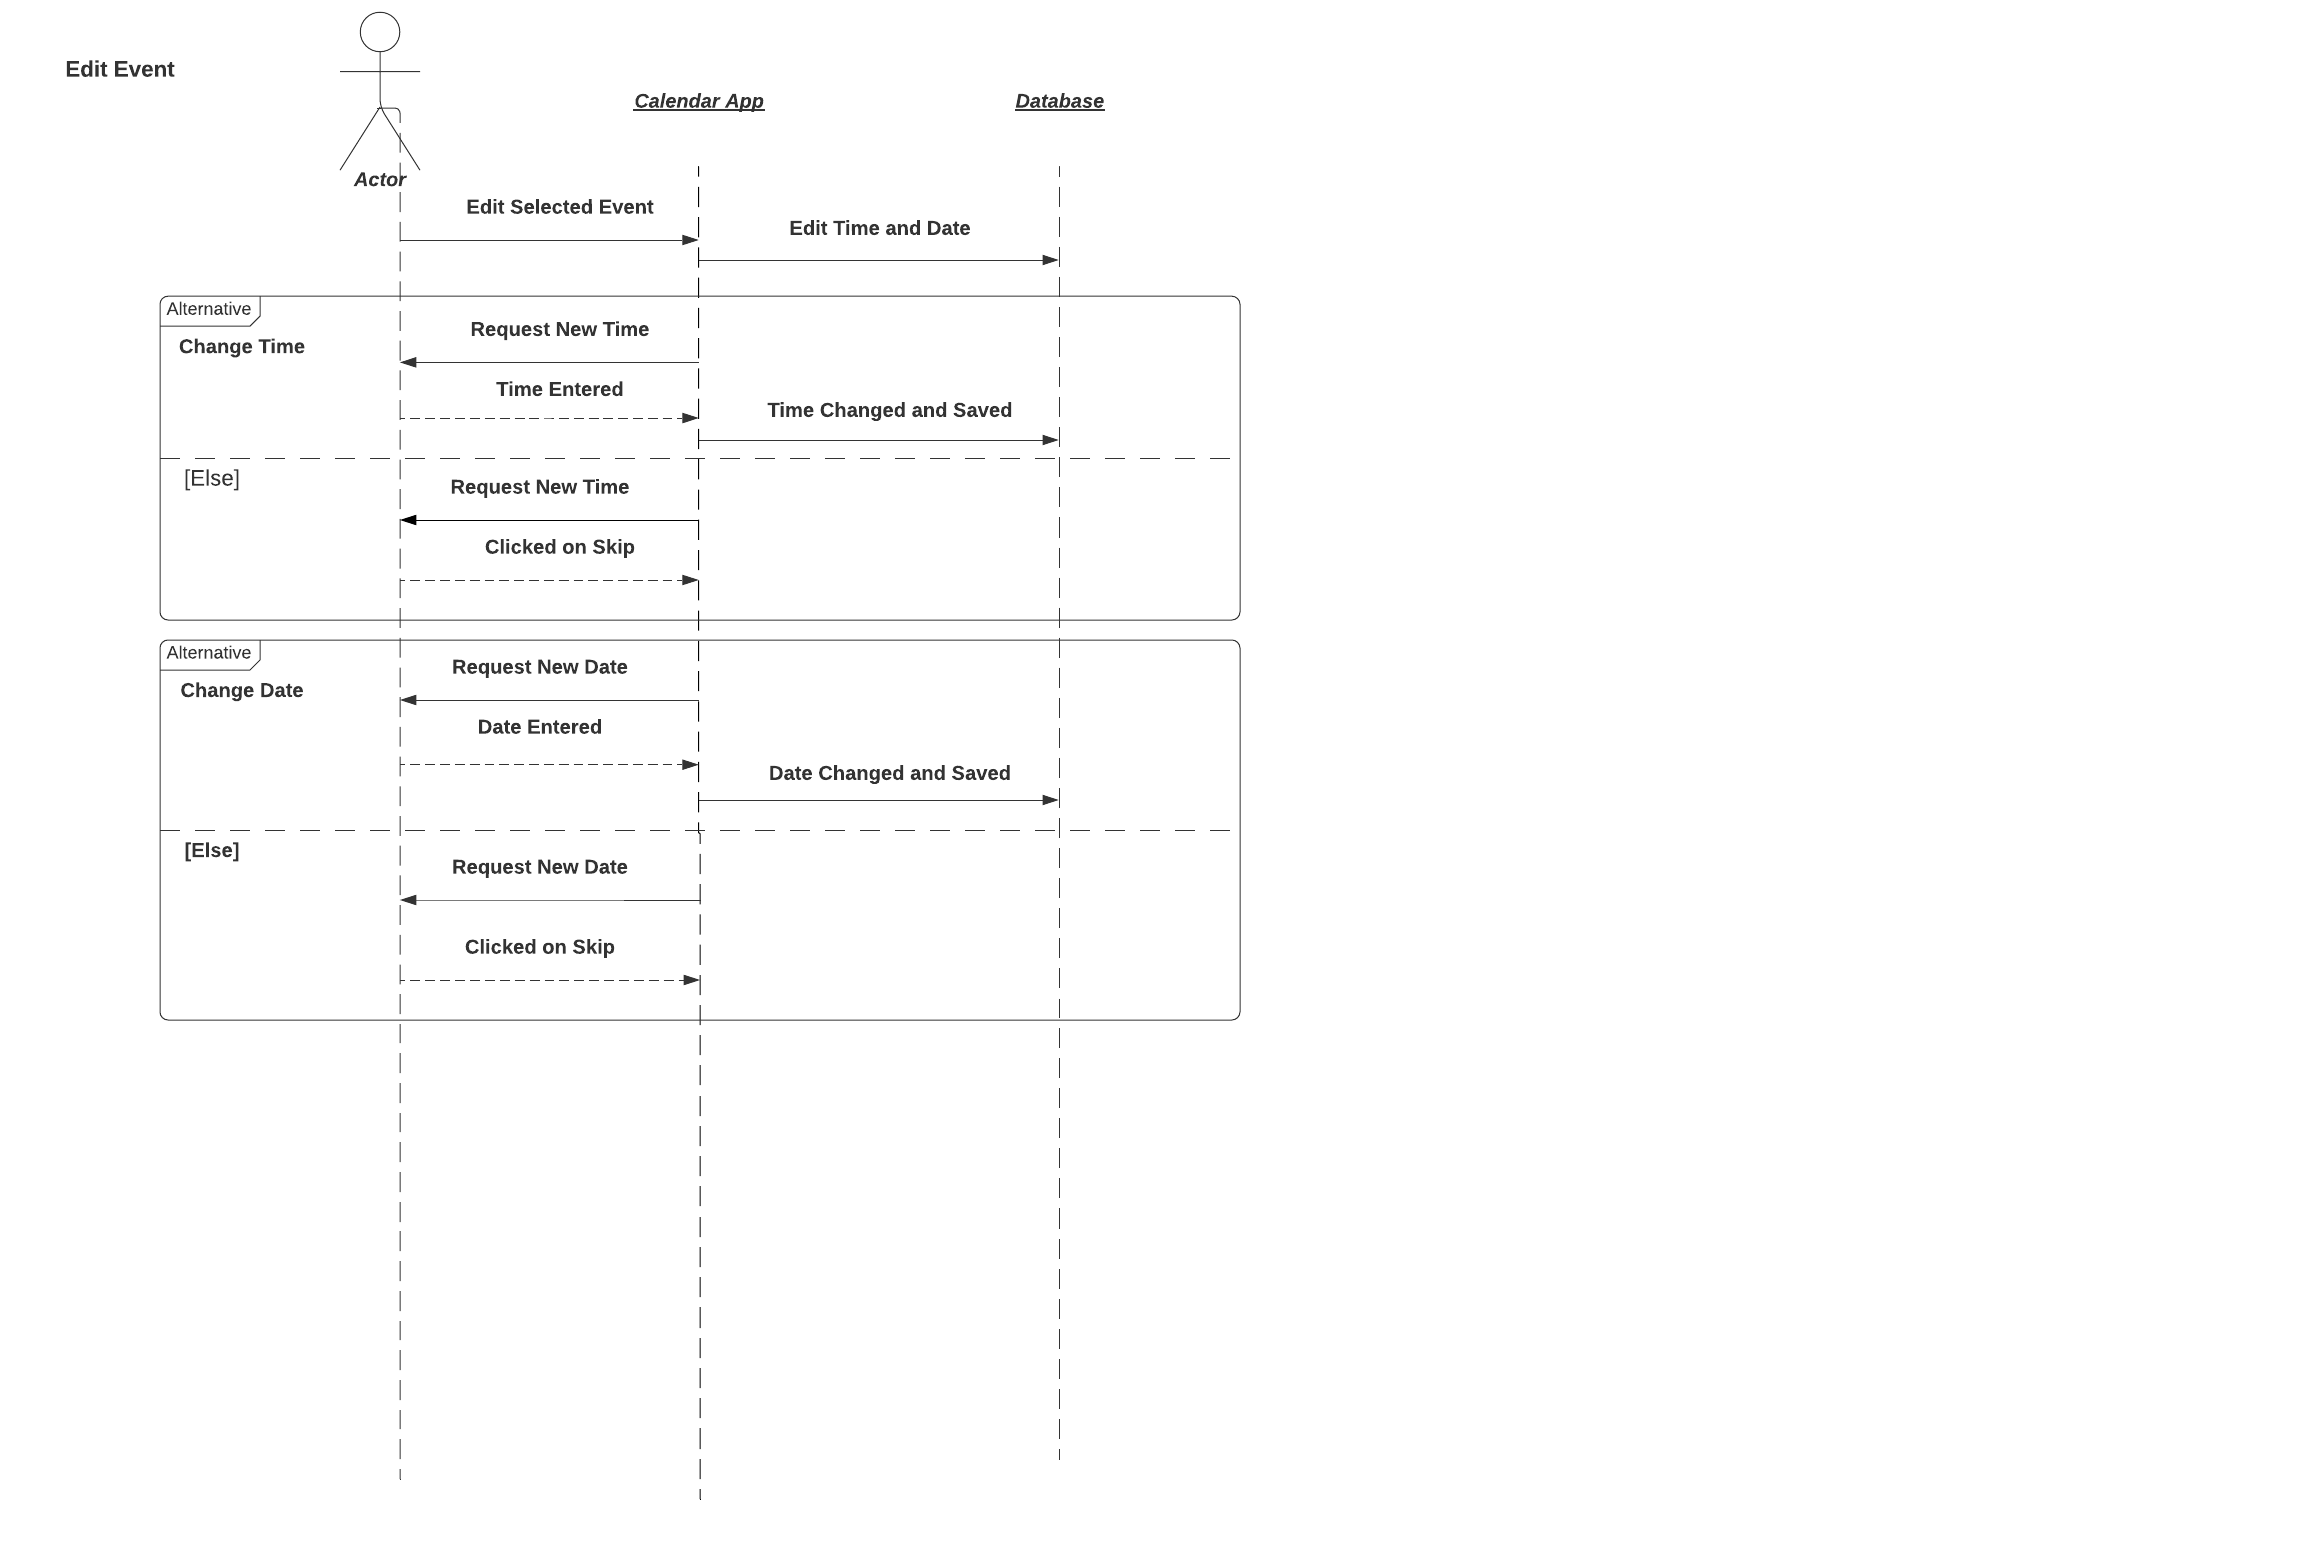 Edit Event
Calendar App
Database
Actor
Edit Selected Event
Edit Time and Date
Alternative
Request New Time
Change Time
Time Entered
Time Changed and Saved
[Else]
Request New Time
Clicked on Skip
Alternative
Request New Date
Change Date
Date Entered
Date Changed and Saved
[Else]
Request New Date
Clicked on Skip